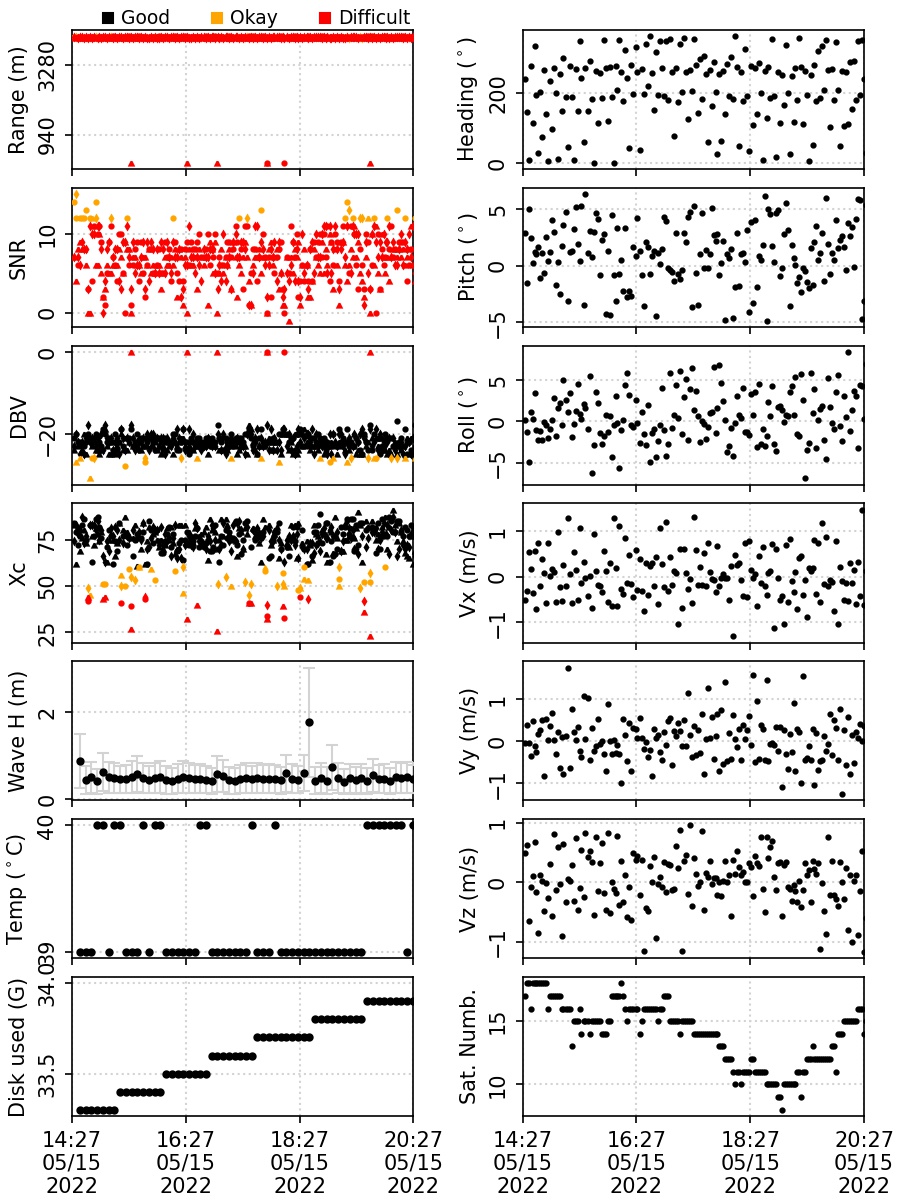 Good Okay Difficult
Range (m)
3280
940
Heading (°)
200
0
SNR
10
0
Pitch (°)
5
0
−5
DBV
0
−20
Roll (°)
5
0
−5
Xc
75
50
25
Vx (m/s)
1
0
−1
Wave H (m)
2
0
Vy (m/s)
1
0
−1
Temp (°C)
40
39
Vz (m/s)
1
0
−1
Disk used (G)
34.0
33.5
Sat. Numb.
15
10
14:27 16:27 18:27 20:27
05/15 05/15 05/15 05/15
2022 2022 2022 2022
14:27 16:27 18:27 20:27
05/15 05/15 05/15 05/15
2022 2022 2022 2022